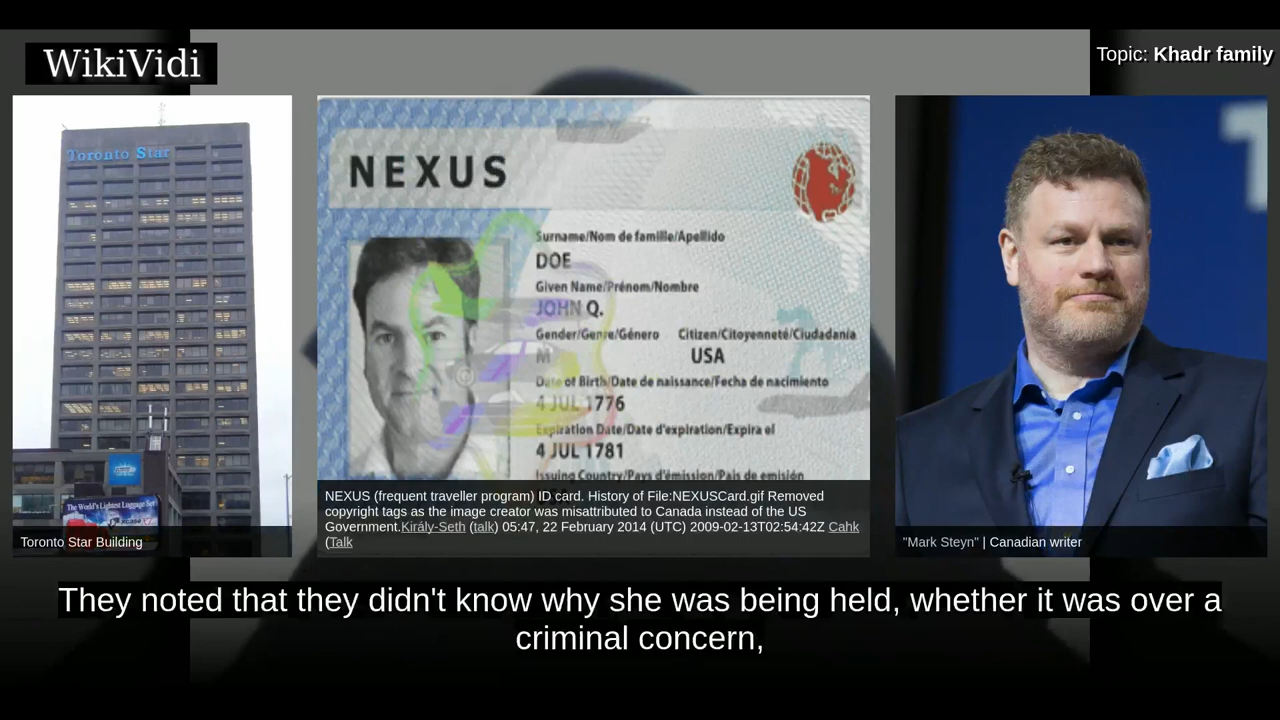 WikiVidi
Topic: Khadr family
Toronto Star
The World's Lightest Luggage Set
Toronto Star Building
NEXUS
Surname/Nom de famille/Apellido
DOE
Given Name/Prénom/Nombre
JOHN Q.
Gender/Genre/Género Citizen/Citoyenneté/Ciudadania
M USA
Date of Birth/Date de naissance/Fecha de nacimiento
4 JUL 1776
Expiration Date/Date d'expiration/Expira el
4 JUL 1781
Issuing Country/Pays d'émission/Pais de emisión
NEXUS (frequent traveller program) ID card. History of File:NEXUSCard.gif Removed
copyright tags as the image creator was misattributed to Canada instead of the US
Government.Király-Seth (talk) 05:47, 22 February 2014 (UTC) 2009-02-13T02:54:42Z Cahk
(Talk
"Mark Steyn" | Canadian writer
They noted that they didn't know why she was being held, whether it was over a
criminal concern,